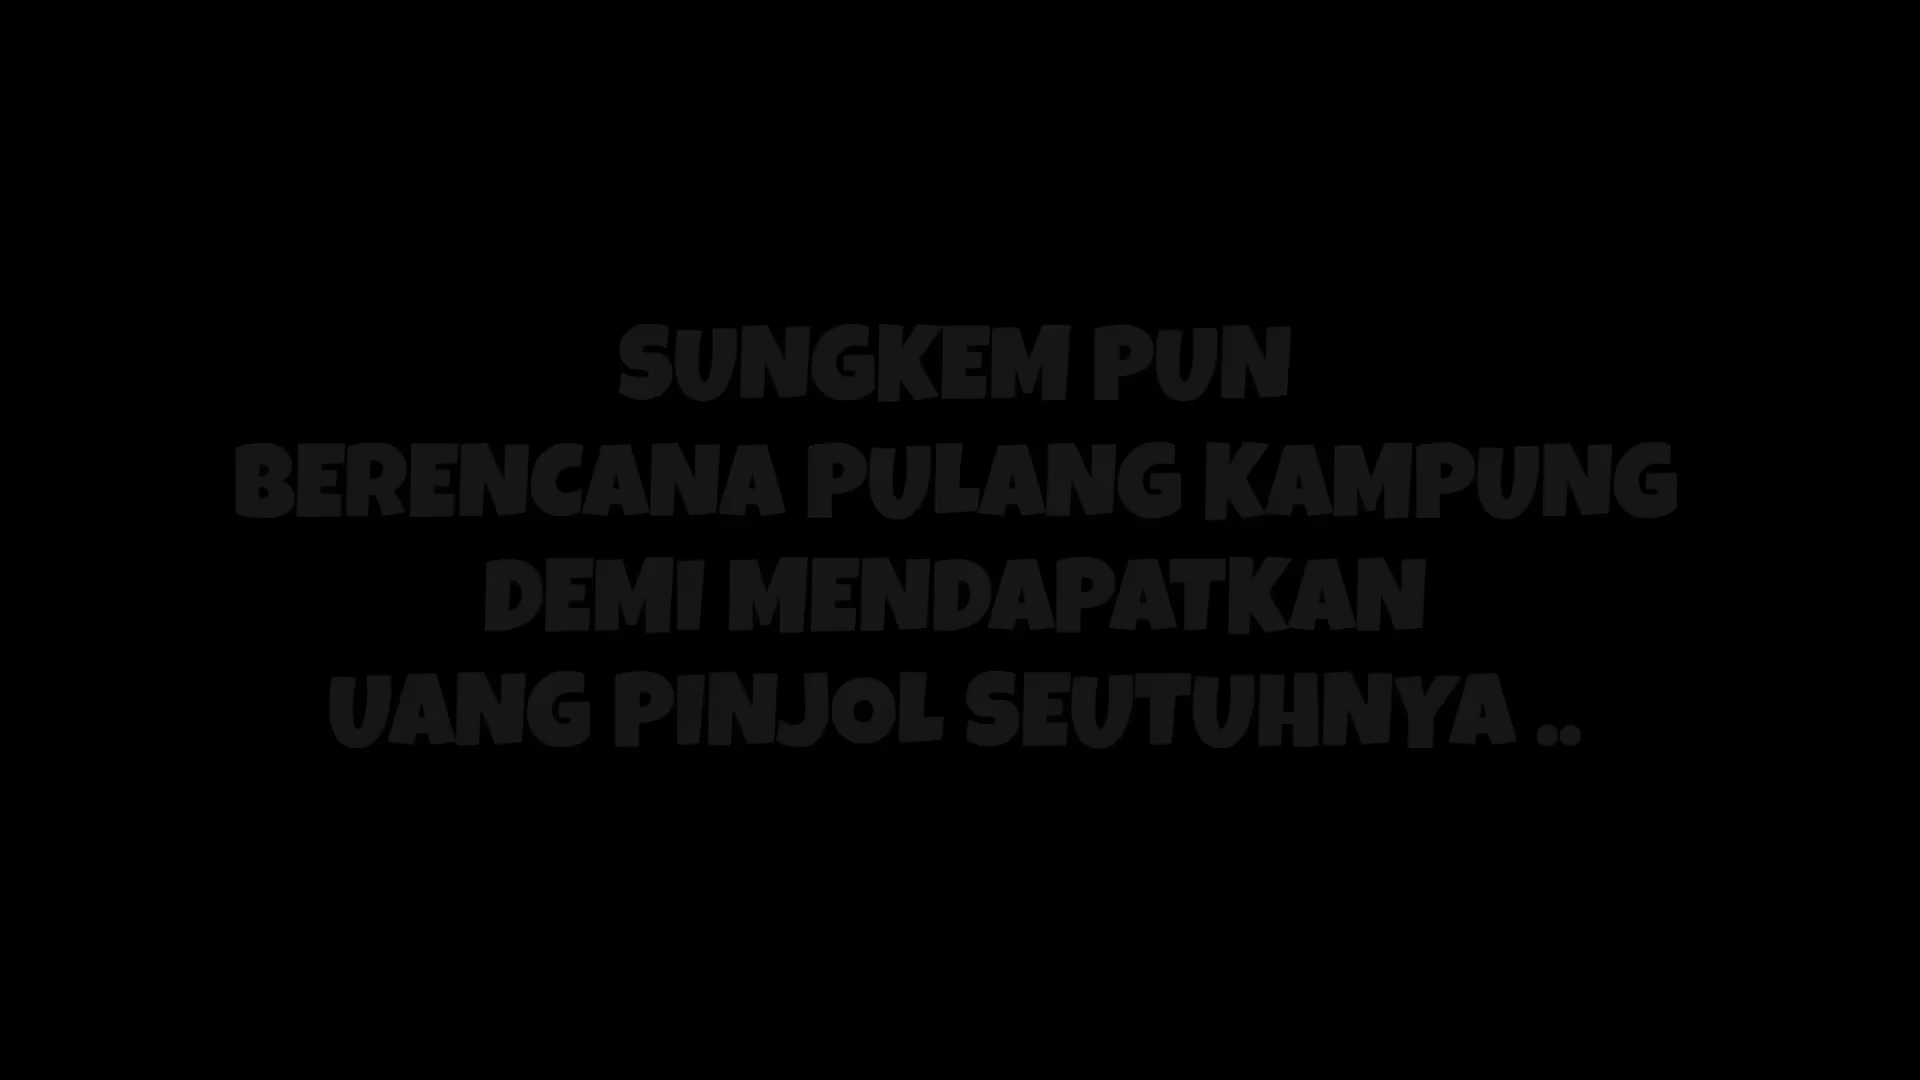 SUNGKEM PUN
BERENCANA PULANG KAMPUNG
DEMI MENDAPATKAN
UANG PINJOL SEUTUHNYA ..